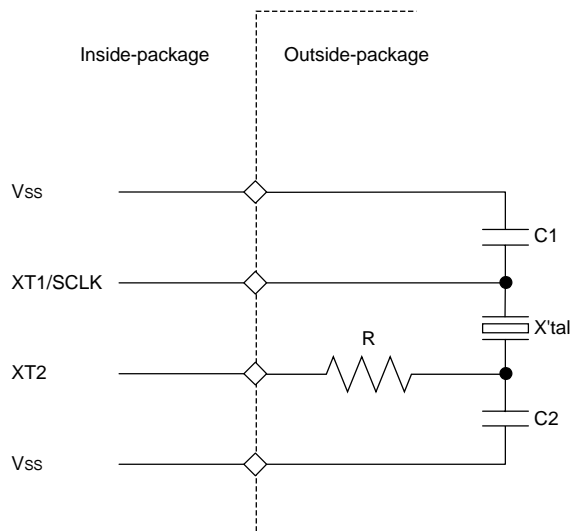 Inside-package Outside-package
Vss
C1
XT1/SCLK
X'tal
R
XT2
C2
Vss